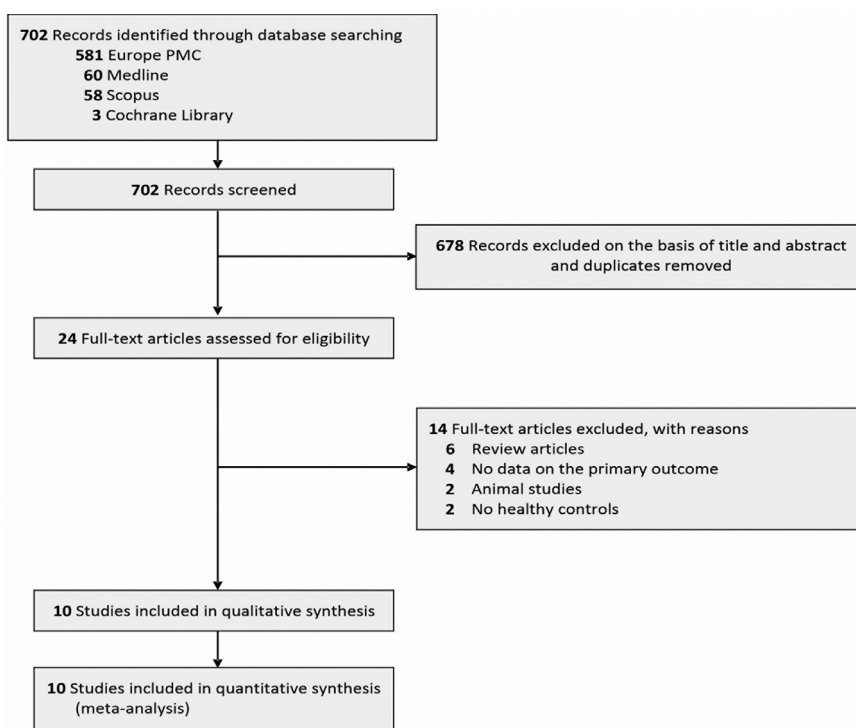 702 Records identified through database searching
581 Europe PMC
60 Medline
58 Scopus
3 Cochrane Library
702 Records screened
678 Records excluded on the basis of title and abstract
and duplicates removed
24 Full-text articles assessed for eligibility
14 Full-text articles excluded, with reasons
6 Review articles
4 No data on the primary outcome
2 Animal studies
2 No healthy controls
10 Studies included in qualitative synthesis
10 Studies included in quantitative synthesis
(meta-analysis)